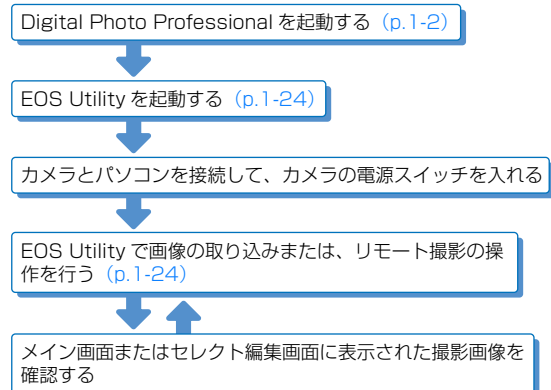 Digital Photo Professional を起動する（p.1-2）
EOS Utility を起動する（p.1-24）
カメラとパソコンを接続して、カメラの電源スイッチを入れる
EOS Utility で画像の取り込みまたは、リモート撮影の操
作を行う（p.1-24）
メイン画面またはセレクト編集画面に表示された撮影画像を
確認する